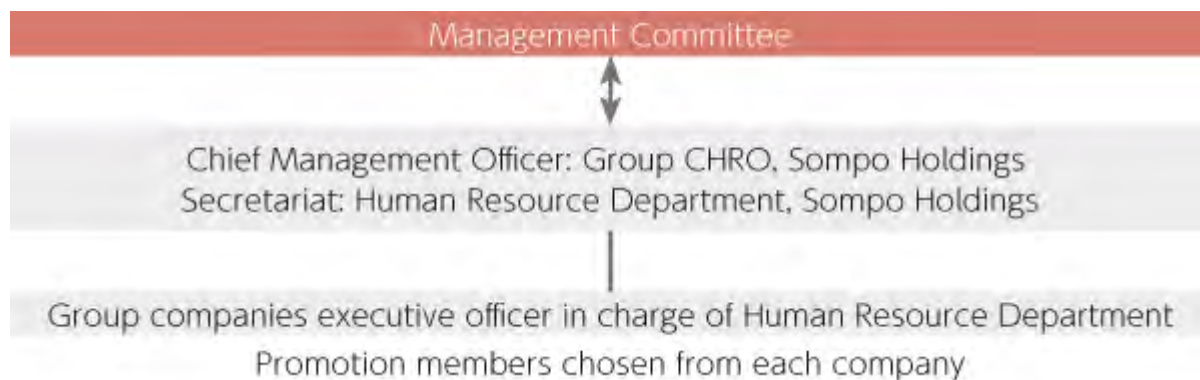 Management Committee
Chief Management Officer: Group CHRO, Sompo Holdings
Secretariat: Human Resource Department, Sompo Holdings
Group companies executive officer in charge of Human Resource Department
Promotion members chosen from each company